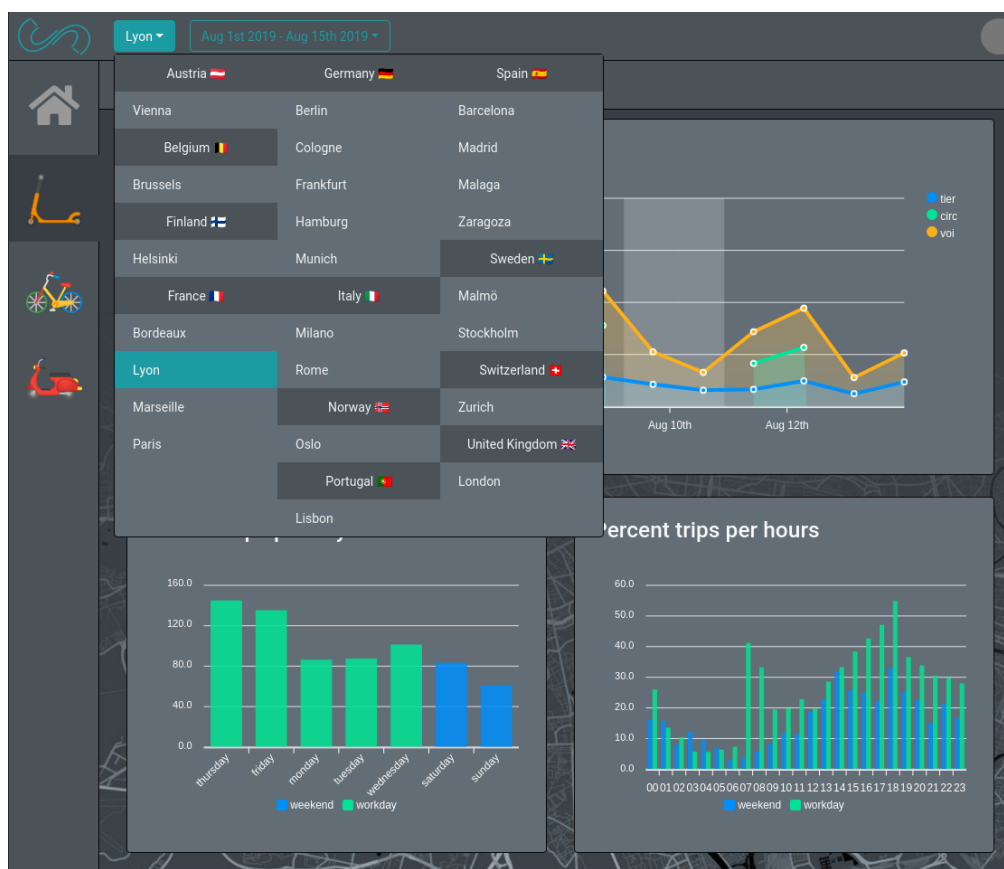 Lyon
Aug 1st 2019 - Aug 15th 2019
Austria 🇦🇹
Vienna
Belgium 🇧🇪
Brussels
Finland 🇫🇮
Helsinki
France 🇫🇷
Bordeaux
Lyon
Marseille
Paris
Germany 🇩🇪
Berlin
Cologne
Frankfurt
Hamburg
Munich
Italy 🇮🇹
Milano
Rome
Norway 🇳🇴
Oslo
Portugal 🇵🇹
Lisbon
Spain 🇪🇸
Barcelona
Madrid
Malaga
Zaragoza
Sweden 🇸🇪
Malmö
Stockholm
Switzerland 🇨🇭
Zurich
United Kingdom 🇬🇧
London
tier
circ
voi
Aug 10th
Aug 12th
160.0
120.0
80.0
40.0
0.0
thursday
friday
monday
tuesday
wednesday
saturday
sunday
weekend workday
Percent trips per hours
60.0
50.0
40.0
30.0
20.0
10.0
0.0
00 01 02 03 04 05 06 07 08 09 10 11 12 13 14 15 16 17 18 19 20 21 22 23
weekend workday